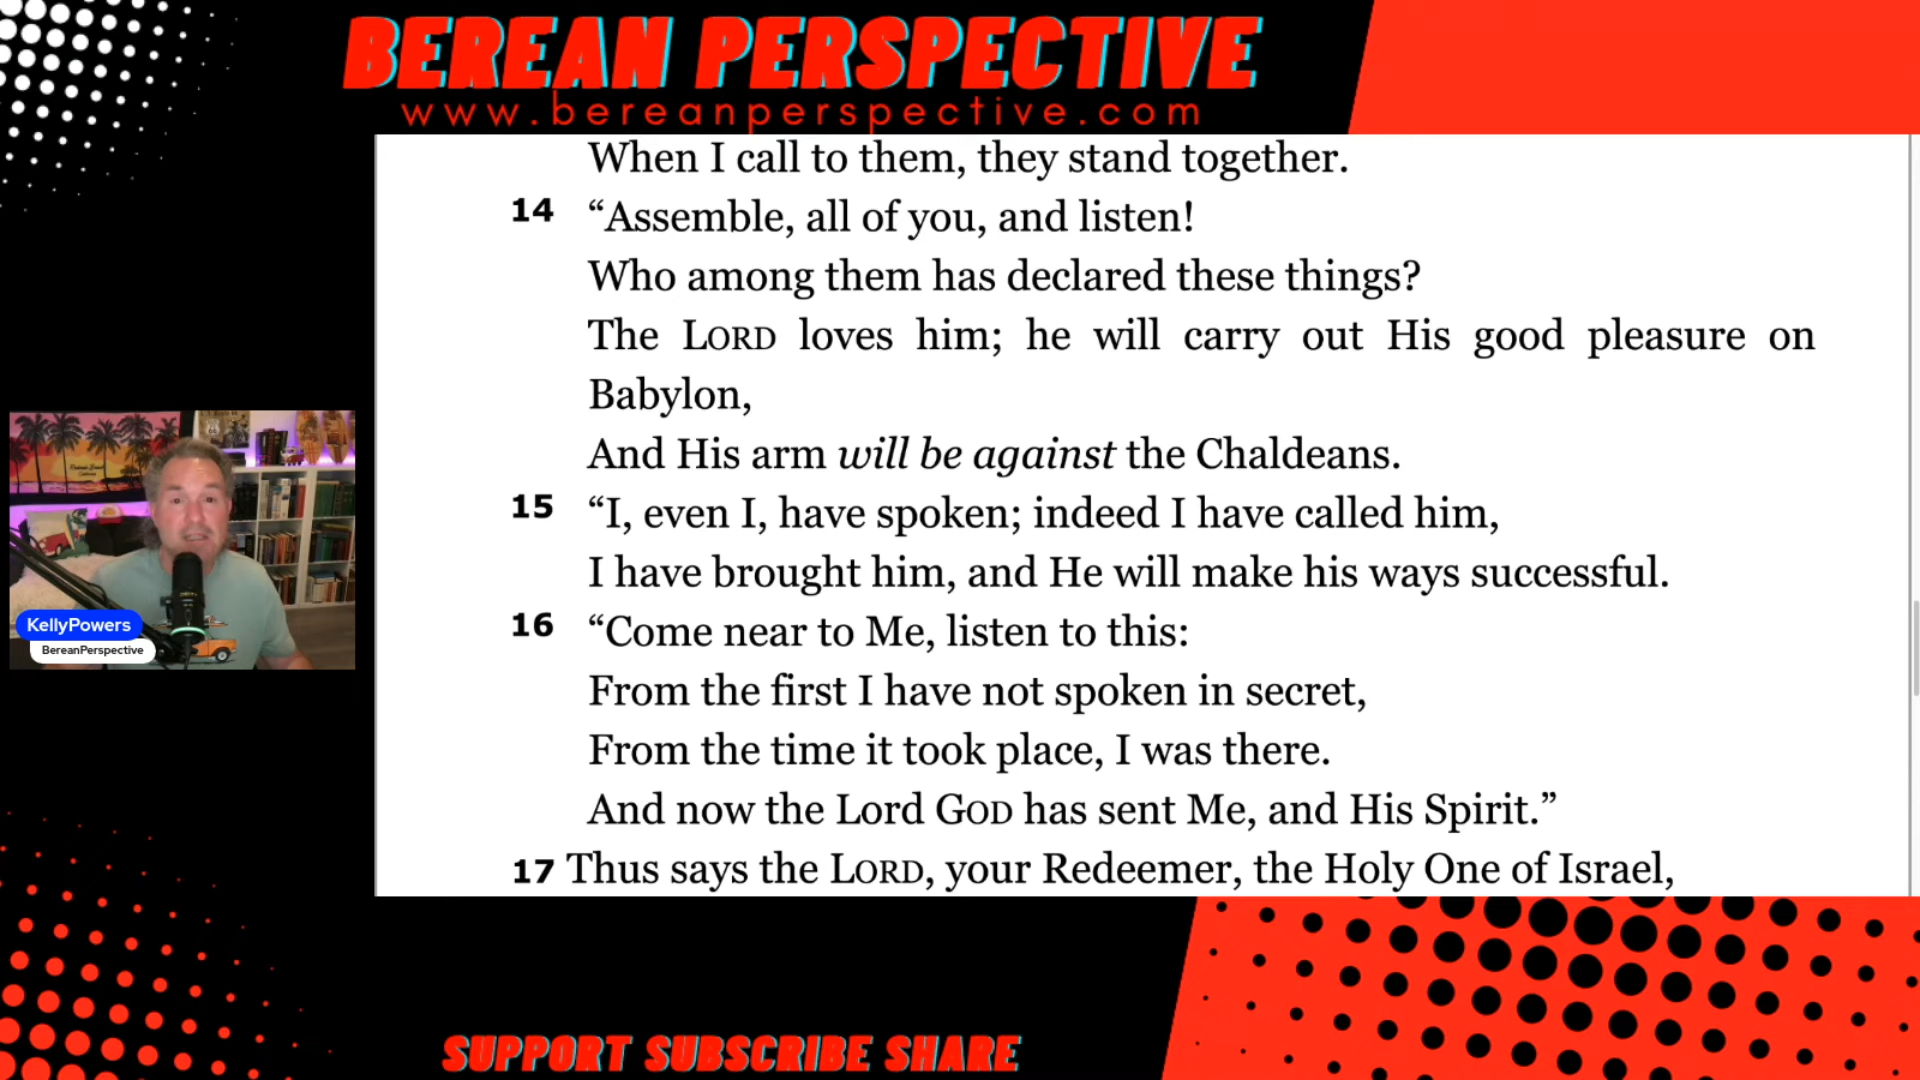 BEREAN PERSPECTIVE
www.bereanperspective.com
When I call to them, they stand together.
14 “Assemble, all of you, and listen!
Who among them has declared these things?
The LORD loves him; he will carry out His good pleasure on
Babylon,
And His arm will be against the Chaldeans.
15 “I, even I, have spoken; indeed I have called him,
I have brought him, and He will make his ways successful.
16 “Come near to Me, listen to this:
From the first I have not spoken in secret,
From the time it took place, I was there.
And now the Lord GOD has sent Me, and His Spirit.”
17 Thus says the LORD, your Redeemer, the Holy One of Israel,
KellyPowers
BereanPerspective
SUPPORT SUBSCRIBE SHARE